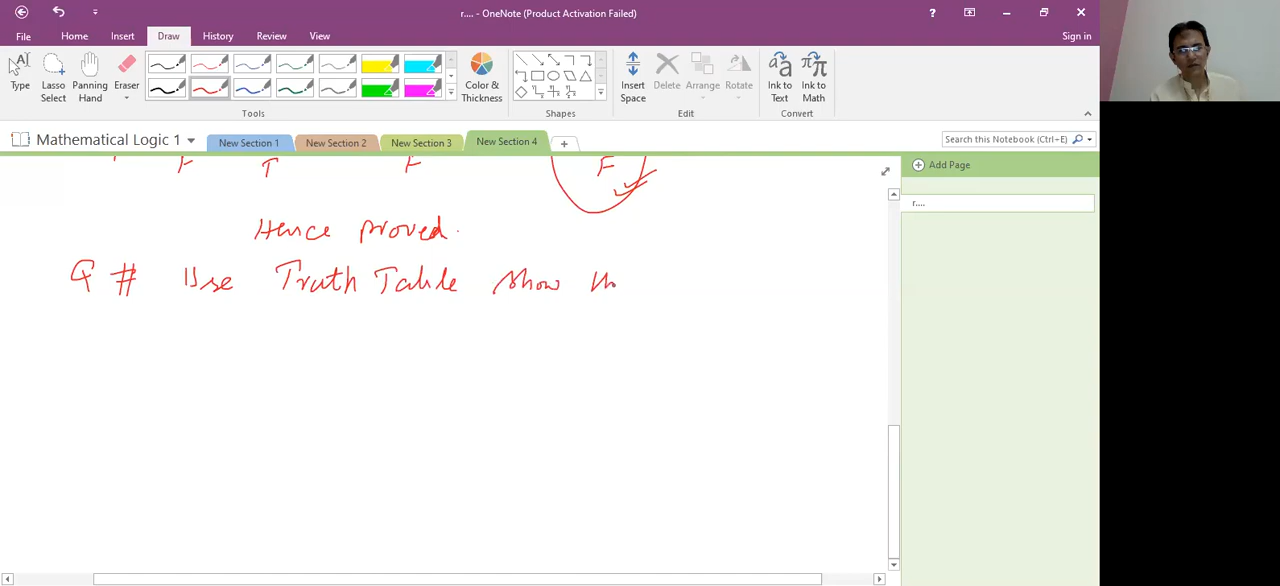 r.... - OneNote (Product Activation Failed)
?
File Home Insert Draw History Review View Sign in
Type Lasso Select Panning Hand Eraser Color & Thickness Insert Space Delete Arrange Rotate Ink to Text Ink to Math
Tools Shapes Edit Convert
Mathematical Logic 1 New Section 1 New Section 2 New Section 3 New Section 4 Search this Notebook (Ctrl+E)
Add Page
r....
F T F F
Hence proved.
Q # Use Truth Table show